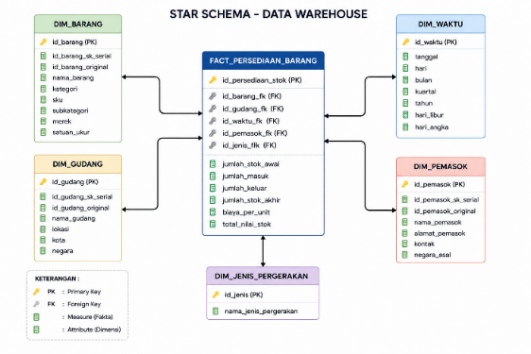 STAR SCHEMA - DATA WAREHOUSE
DIM_BARANG
id_barang (PK)
id_barang_sk_serial
id_barang_original
nama_barang
kategori
sku
subkategori
merek
satuan_ukur
DIM_GUDANG
id_gudang (PK)
id_gudang_sk_serial
id_gudang_original
nama_gudang
lokasi
kota
negara
KETERANGAN :
PK : Primary Key
FK : Foreign Key
: Measure (Fakta)
: Attribute (Dimensi)
FACT_PERSEDIAAN_BARANG
id_persediaan_stok (PK)
id_barang_fk (FK)
id_gudang_fk (FK)
id_waktu_fk (FK)
id_pemasok_fk (FK)
id_jenis_flk (FK)
jumlah_stok_awal
jumlah_masuk
jumlah_keluar
jumlah_stok_akhir
biaya_per_unit
total_nilai_stok
DIM_JENIS_PERGERAKAN
id_jenis (PK)
nama_jenis_pergerakan
DIM_WAKTU
id_waktu (PK)
tanggal
hari
bulan
kuartal
tahun
hari_libur
hari_angka
DIM_PEMASOK
id_pemasok (PK)
id_pemasok_sk_serial
id_pemasok_original
nama_pemasok
alamat_pemasok
kontak
negara_asal